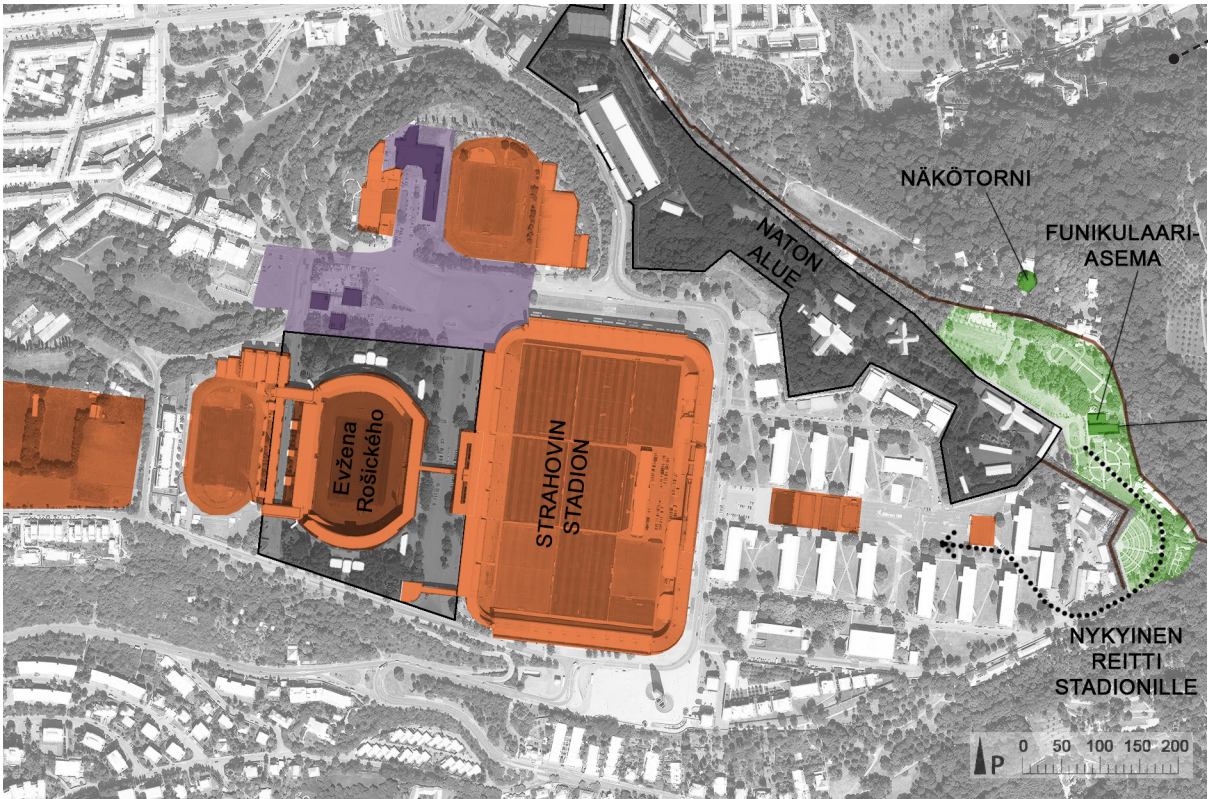 NÄKÖTORNI
FUNIKULAARI-
ASEMA
NATON
ALUE
Evžena
Rošického
STRAHOVIN
STADION
NYKYINEN
REITTI
STADIONILLE
P
0 50 100 150 200